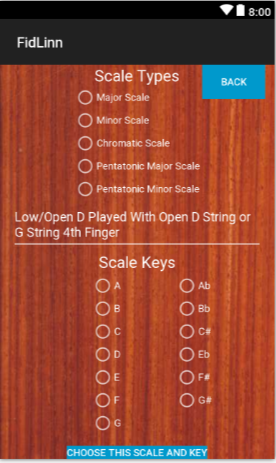 8:00
FidLinn
Scale Types
BACK
Major Scale
Minor Scale
Chromatic Scale
Pentatonic Major Scale
Pentatonic Minor Scale
Low/Open D Played With Open D String or
G String 4th Finger
Scale Keys
A Ab
B Bb
C C#
D Eb
E F#
F G#
G
CHOOSE THIS SCALE AND KEY